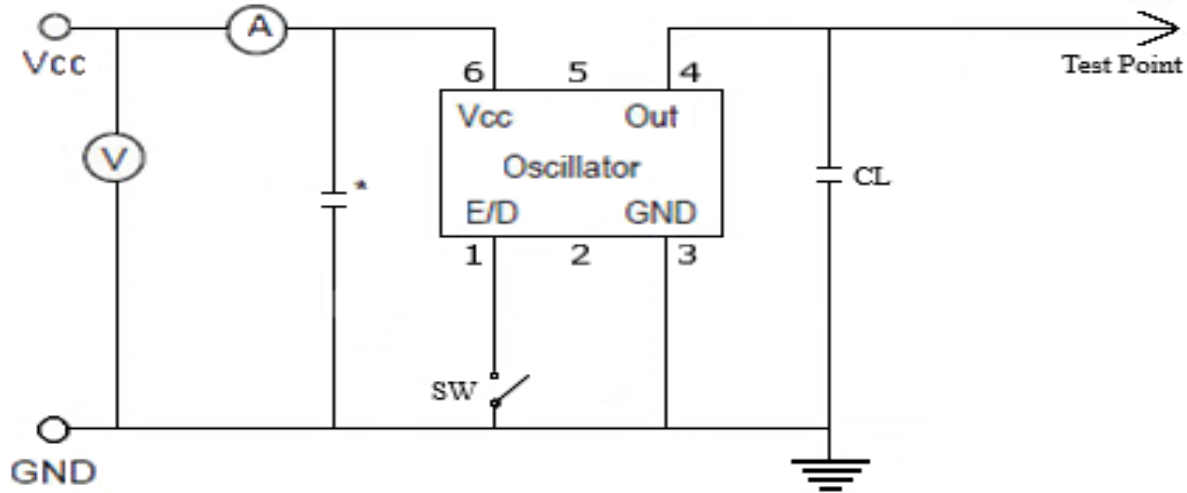 A
Vcc
Test Point
6 5 4
Vcc Out
V
Oscillator
*
CL
E/D GND
1 2 3
SW
GND